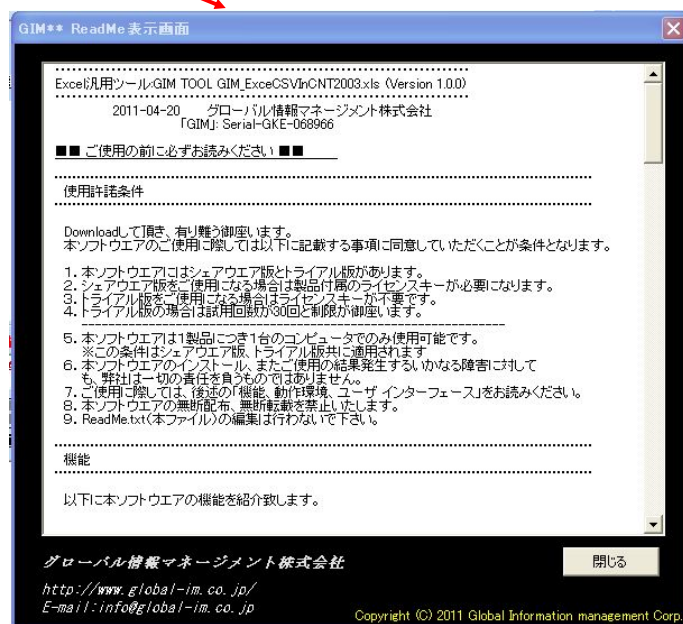 GIM** ReadMe表示画面
Excel汎用ツール:GIM TOOL GIM_ExceCSVInCNT2003.xls (Version 1.0.0)
2011-04-20 グローバル情報マネージメント株式会社
「GIM」: Serial-GKE-068966
■■ ご使用の前に必ずお読みください ■■
使用許諾条件
Downloadして頂き、有り難う御座います。
本ソフトウエアのご使用に際しては以下に記載する事項に同意していただくことが条件となります。
1. 本ソフトウエアにはシェアウエア版とトライアル版があります。
2. シェアウエア版をご使用になる場合は製品付属のライセンスキーが必要になります。
3. トライアル版をご使用になる場合はライセンスキーが不要です。
4. トライアル版の場合は試用回数が30回と制限が御座います。
--------------------------------------------------------------
5. 本ソフトウエアは1製品につき1台のコンピュータでのみ使用可能です。
※この条件はシェアウエア版、トライアル版共に適用されます
6. 本ソフトウエアのインストール、またご使用の結果発生するいかなる障害に対して
も、弊社は一切の責任を負うものではありません。
7. ご使用に際しては、後述の「機能、動作環境、ユーザ インターフェース」をお読みください。
8. 本ソフトウエアの無断配布、無断転載を禁止いたします。
9. ReadMe.txt(本ファイル)の編集は行わないで下さい。
機能
以下に本ソフトウエアの機能を紹介致します。
グローバル情報マネージメント株式会社
閉じる
http://www.global-im.co.jp/
E-mail:info@global-im.co.jp
Copyright (C) 2011 Global Information management Corp.